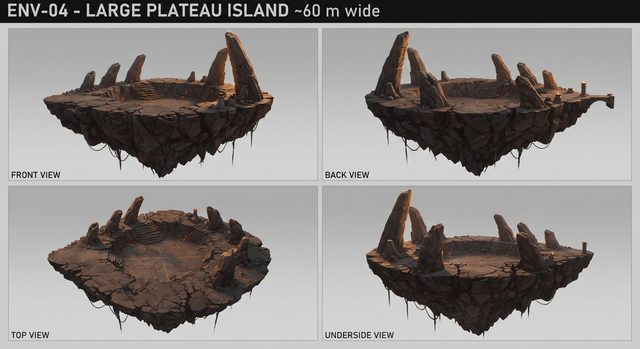 ENV-04 - LARGE PLATEAU ISLAND ~60 m wide
FRONT VIEW
BACK VIEW
TOP VIEW
UNDERSIDE VIEW